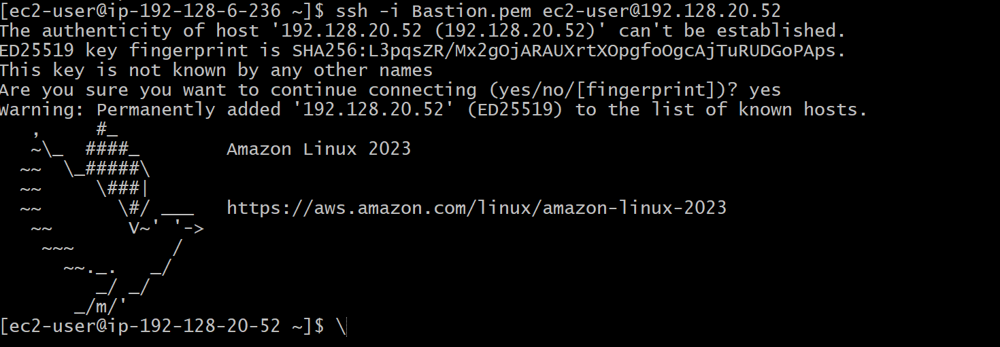 [ec2-user@ip-192-128-6-236 ~]$ ssh -i Bastion.pem ec2-user@192.128.20.52
The authenticity of host '192.128.20.52 (192.128.20.52)' can't be established.
ED25519 key fingerprint is SHA256:L3pqsZR/Mx2gOjARAUXrtXOpgfoOgcAjTuRUDGoPAps.
This key is not known by any other names
Are you sure you want to continue connecting (yes/no/[fingerprint])? yes
Warning: Permanently added '192.128.20.52' (ED25519) to the list of known hosts.
   ,     #_
   ~\_  ####_        Amazon Linux 2023
  ~~  \_#####\
  ~~     \###|
  ~~       \#/ ___   https://aws.amazon.com/linux/amazon-linux-2023
   ~~       V~' '->
    ~~~         /
      ~~._.   _/
         _/ _/
       _/m/'
[ec2-user@ip-192-128-20-52 ~]$ \